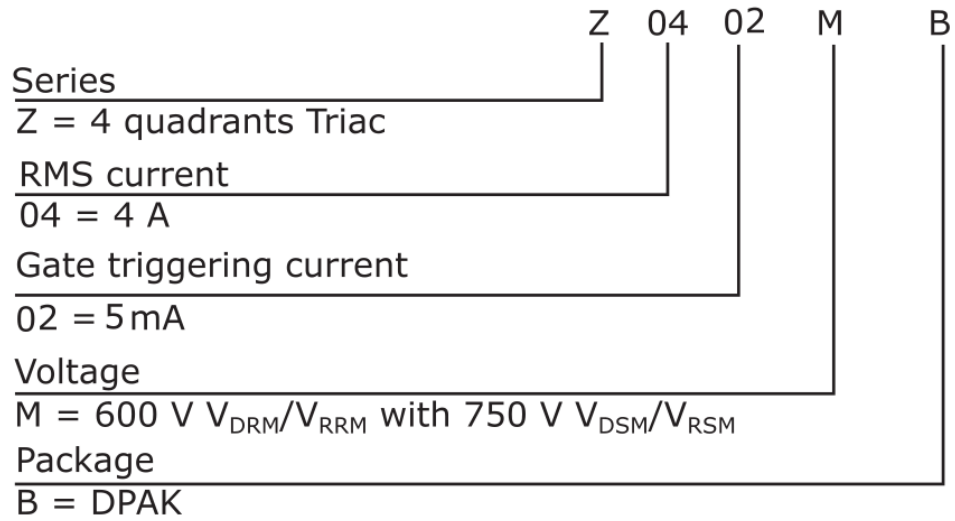 Z 04 02 M B
Series
Z = 4 quadrants Triac
RMS current
04 = 4 A
Gate triggering current
02 = 5 mA
Voltage
M = 600 V VDRM/VRRM with 750 V VDSM/VRSM
Package
B = DPAK